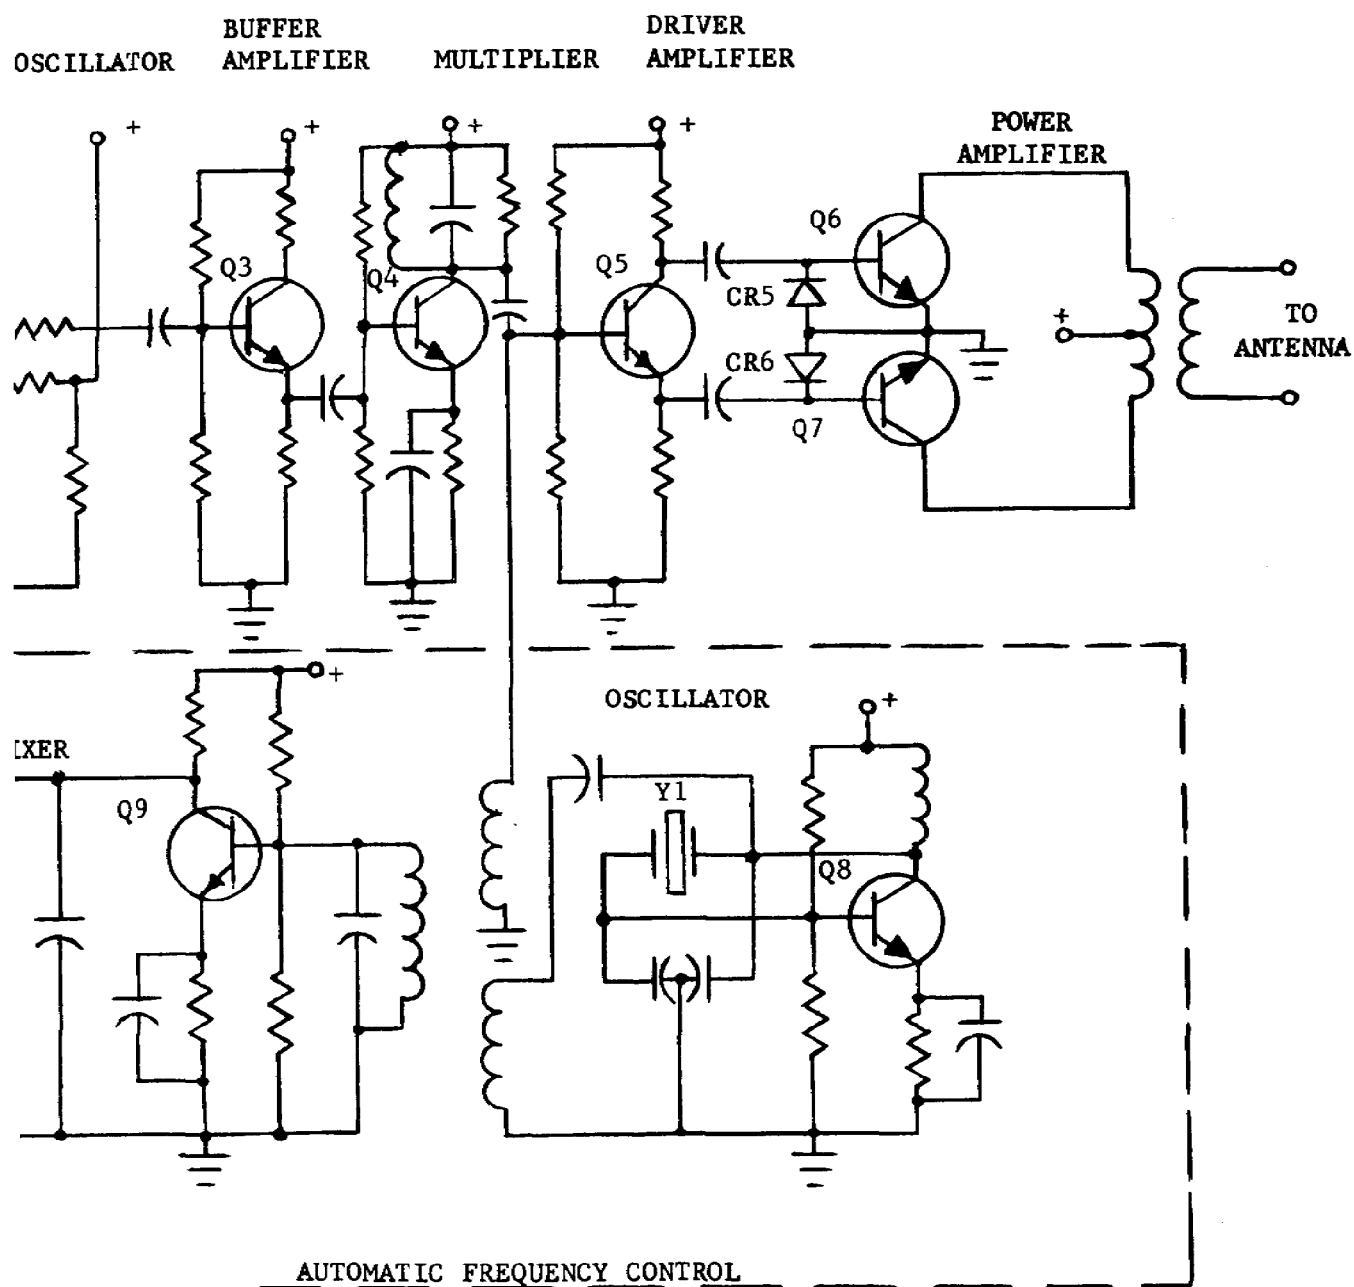 BUFFER
DRIVER
OSCILLATOR AMPLIFIER MULTIPLIER AMPLIFIER
+ + + +
POWER
AMPLIFIER
Q6
Q3
Q4
Q5
CR5
+
TO
ANTENNA
CR6
Q7
+
OSCILLATOR
+
IXER
Q9
Y1
Q8
AUTOMATIC FREQUENCY CONTROL